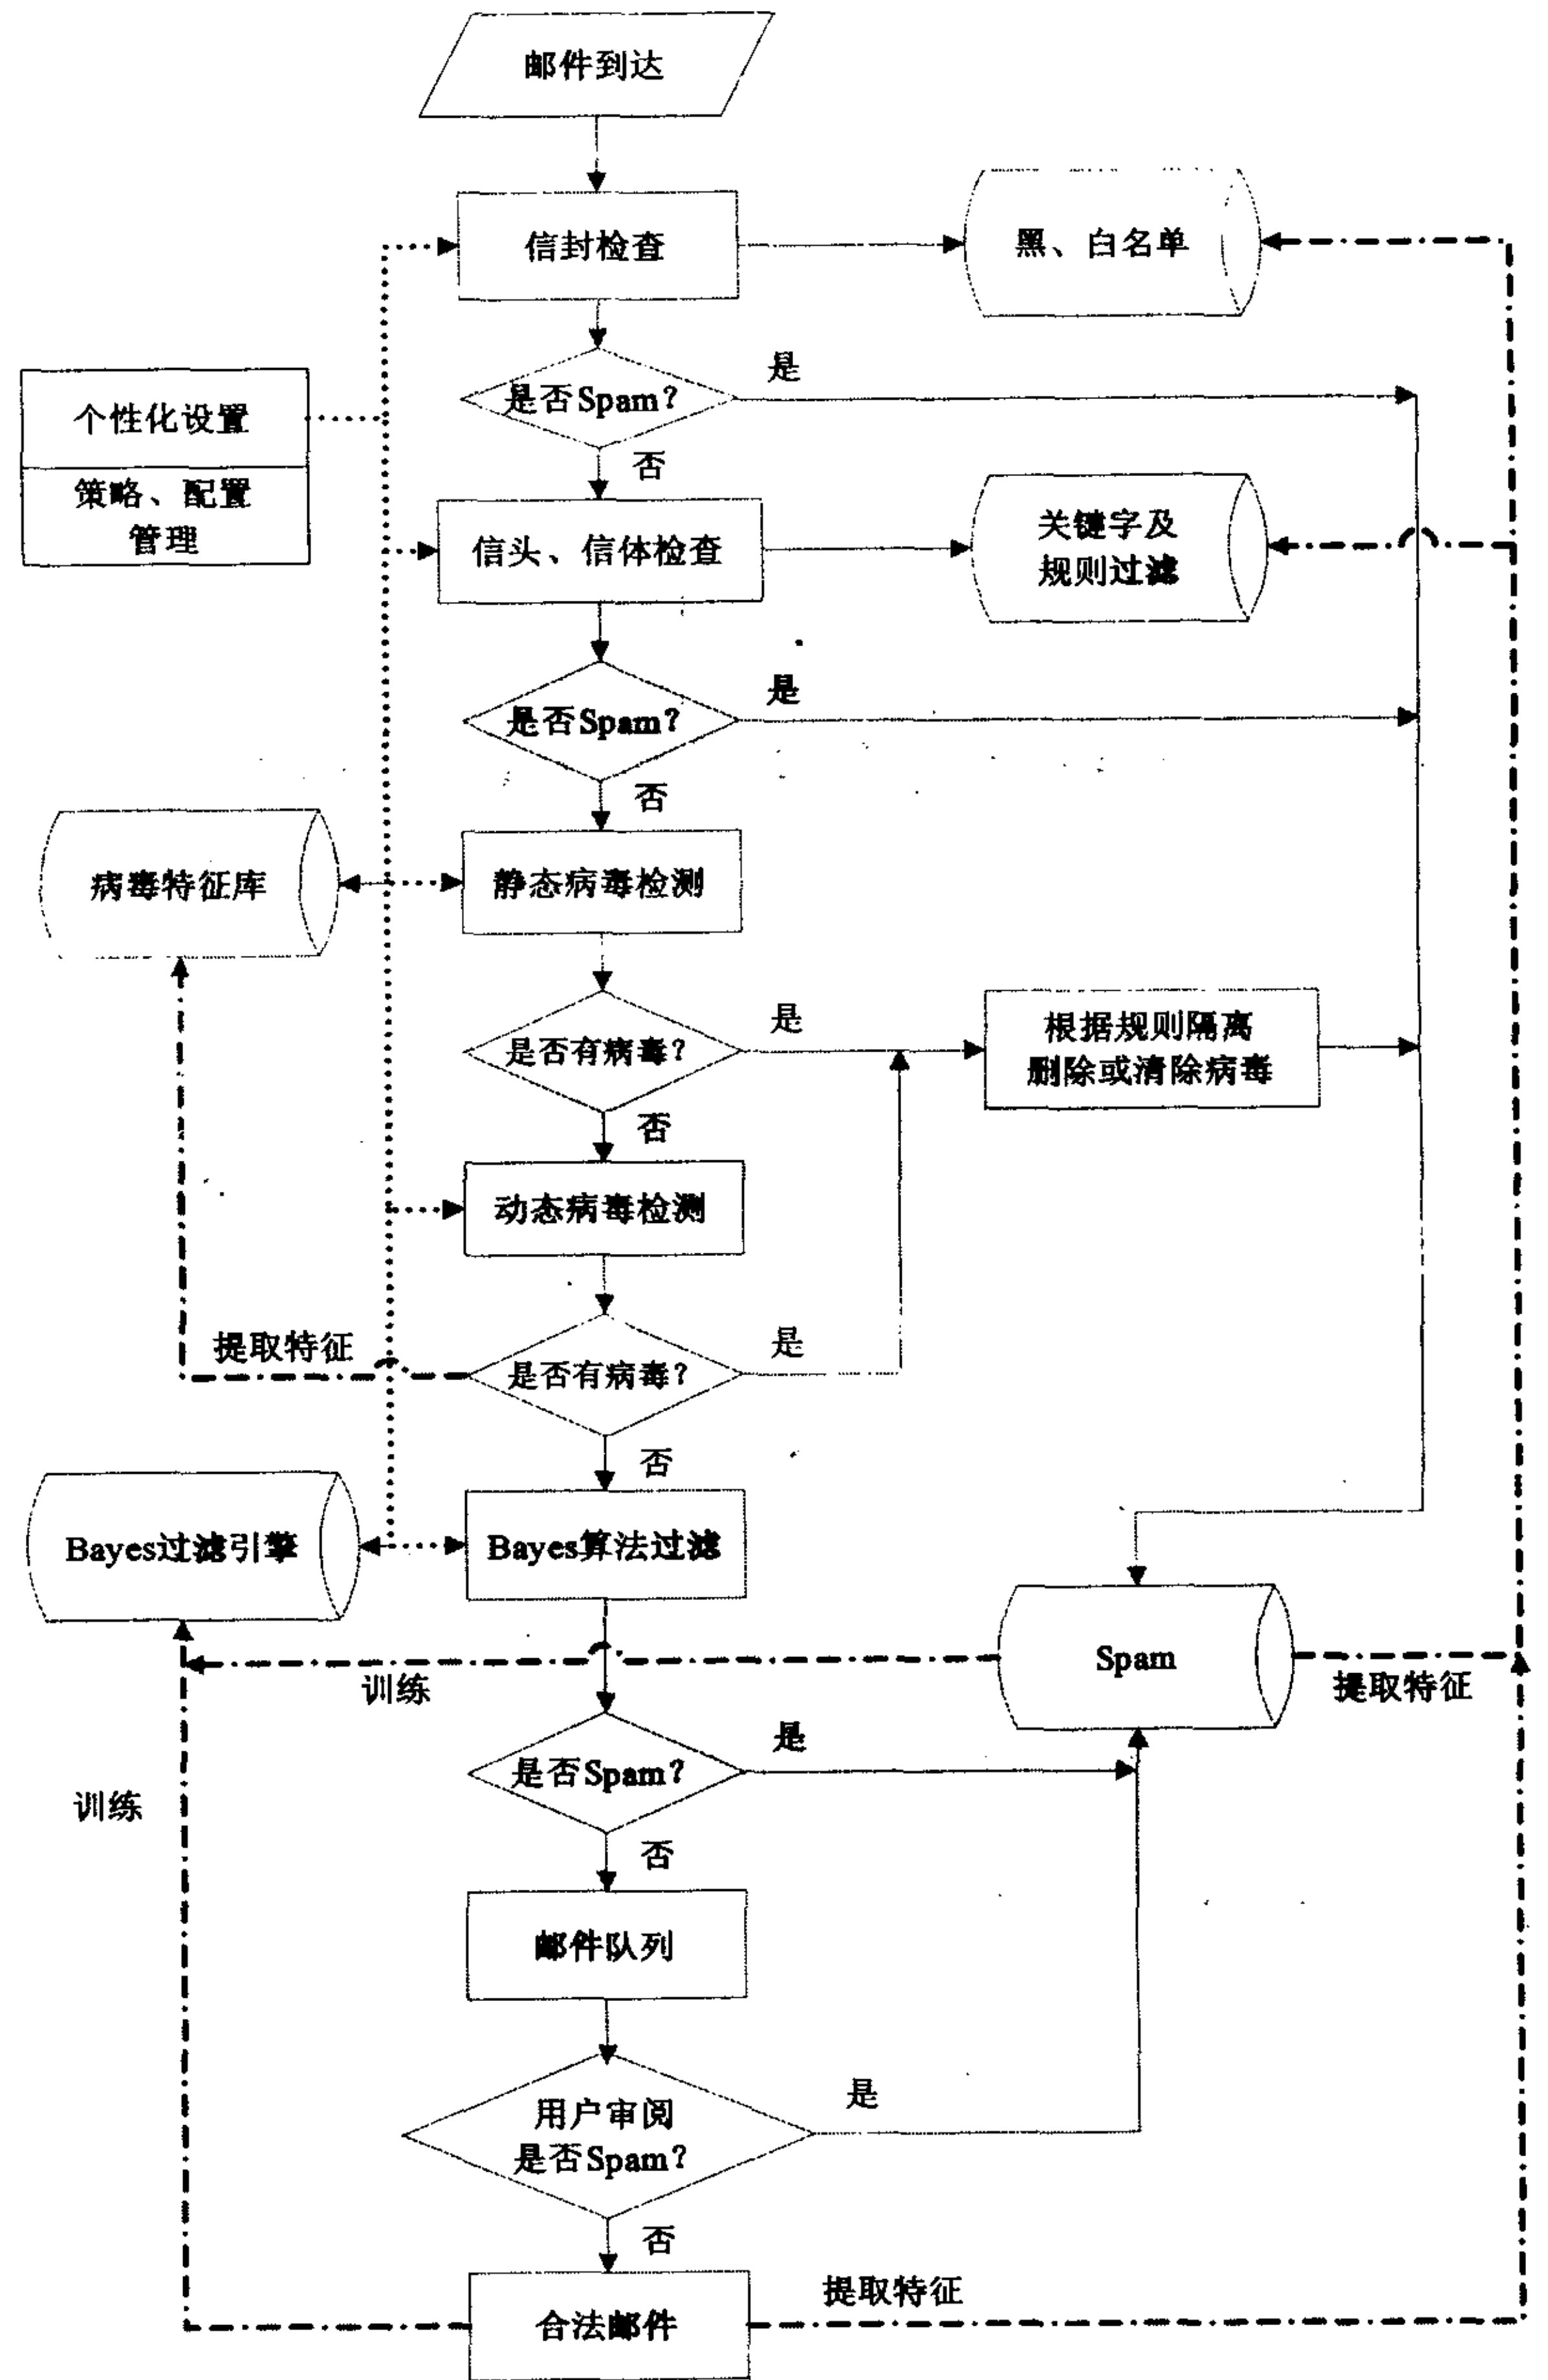 邮件到达
信封检查
黑、白名单
是
是否Spam?
个性化设置
否
策略、配置
管理
信头、信体检查
关键字及
规则过滤
是
是否Spam?
否
病毒特征库
静态病毒检测
是
是否有病毒?
根据规则隔离
删除或清除病毒
否
动态病毒检测
提取特征
是
是否有病毒?
否
Bayes过滤引擎
Bayes算法过滤
Spam
训练
提取特征
是
是否Spam?
训练
否
邮件队列
是
用户审阅
是否Spam?
否
提取特征
合法邮件